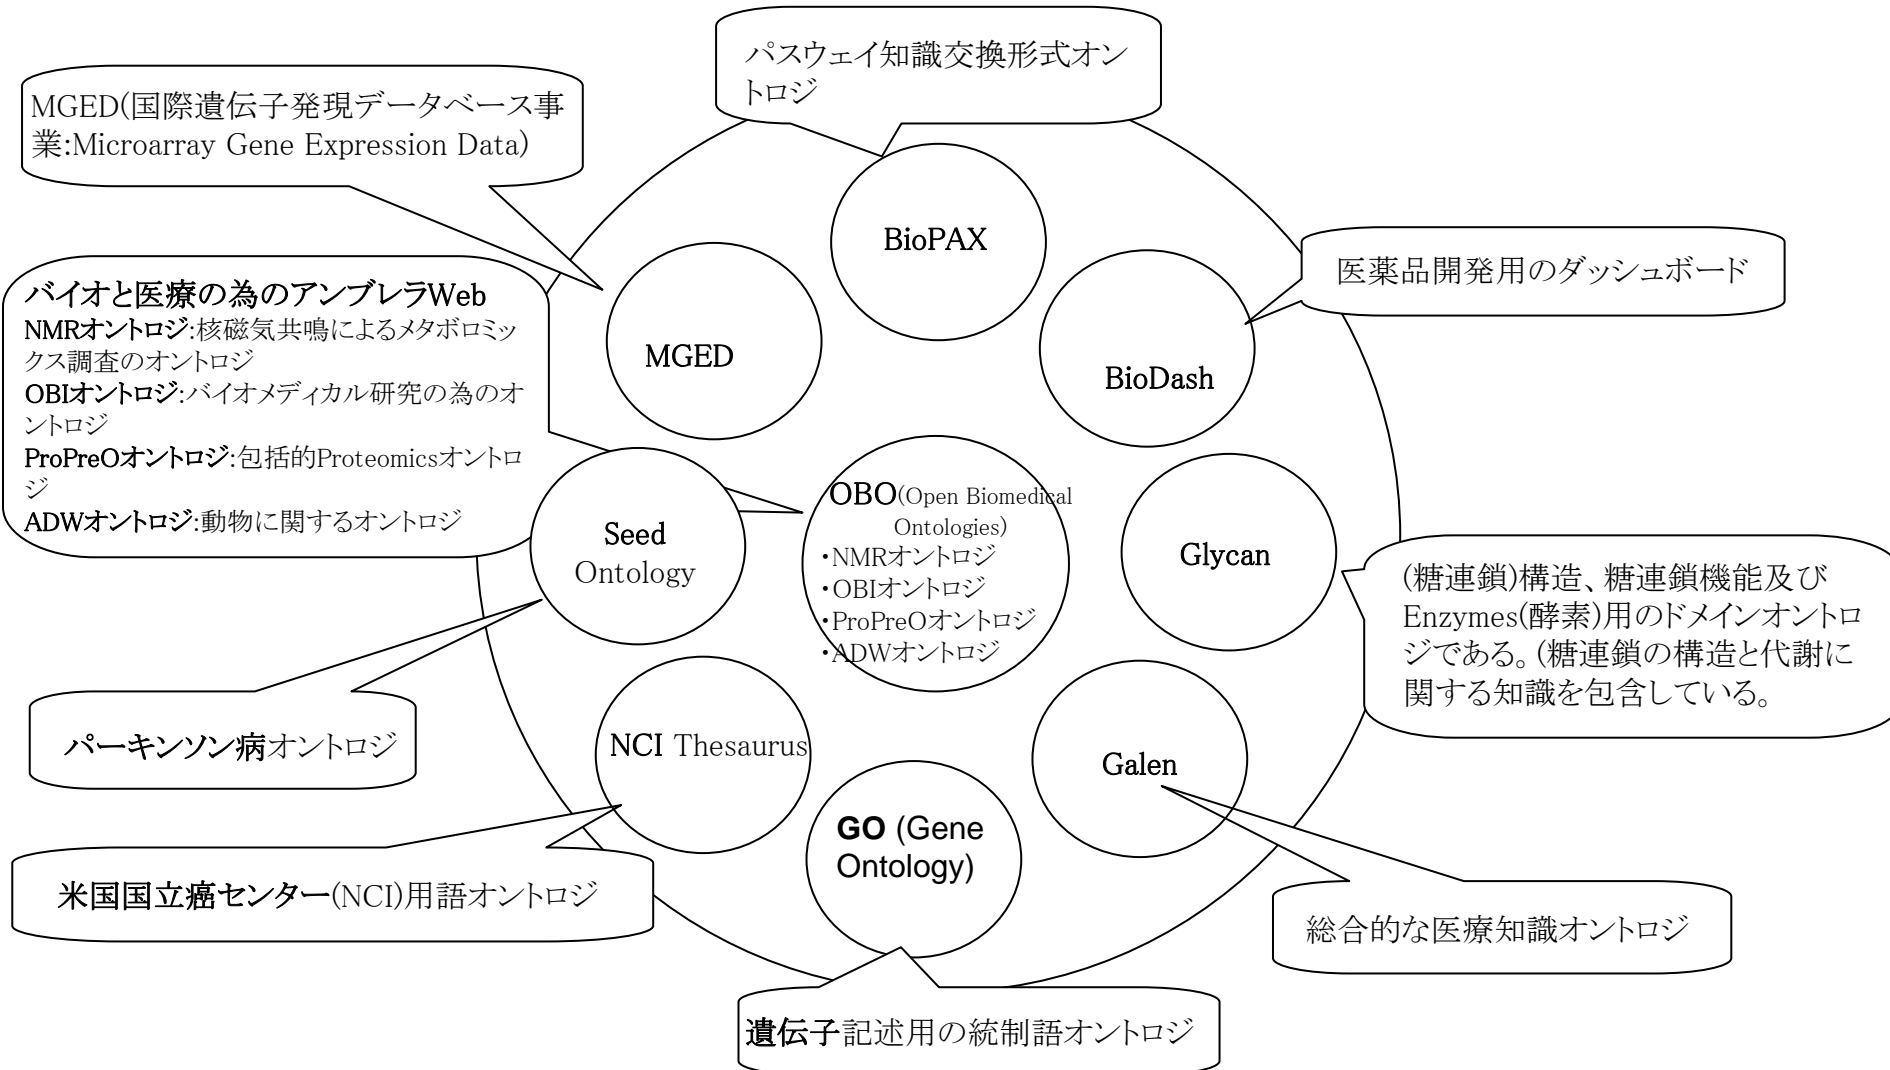 パスウェイ知識交換形式オン
トロジ
MGED(国際遺伝子発現データベース事
業:Microarray Gene Expression Data)
BioPAX
医薬品開発用のダッシュボード
バイオと医療の為のアンブレラWeb
NMRオントロジ:核磁気共鳴によるメタボロミッ
クス調査のオントロジ
OBIオントロジ:バイオメディカル研究の為のオ
ントロジ
ProPreOオントロジ:包括的Proteomicsオントロ
ジ
ADWオントロジ:動物に関するオントロジ
MGED
BioDash
Seed
Ontology
OBO(Open Biomedical
Ontologies)
・NMRオントロジ
・OBIオントロジ
・ProPreOオントロジ
・ADWオントロジ
Glycan
(糖連鎖)構造、糖連鎖機能及び
Enzymes(酵素)用のドメインオントロ
ジである。(糖連鎖の構造と代謝に
関する知識を包含している。
パーキンソン病オントロジ
NCI Thesaurus
Galen
GO (Gene
Ontology)
米国国立癌センター(NCI)用語オントロジ
総合的な医療知識オントロジ
遺伝子記述用の統制語オントロジ